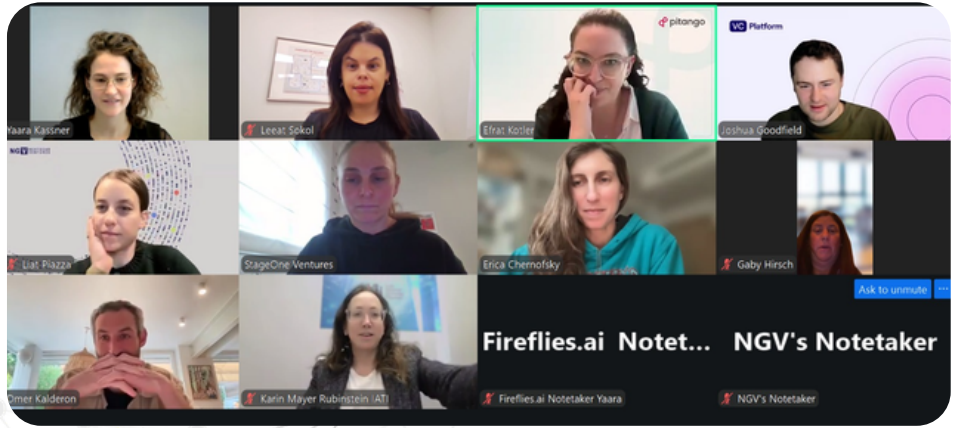 pitango
VC Platform
Yaara Kassner
Leeat Sokol
Efrat Kotler
Joshua Goodfield
NGV
Liat Piazza
StageOne Ventures
Erica Chernofsky
Gaby Hirsch
Ask to unmute
Fireflies.ai Notet...
NGV's Notetaker
Omer Kalderon
Karin Mayer Rubinstein IATI
Fireflies.ai Notetaker Yaara
NGV's Notetaker